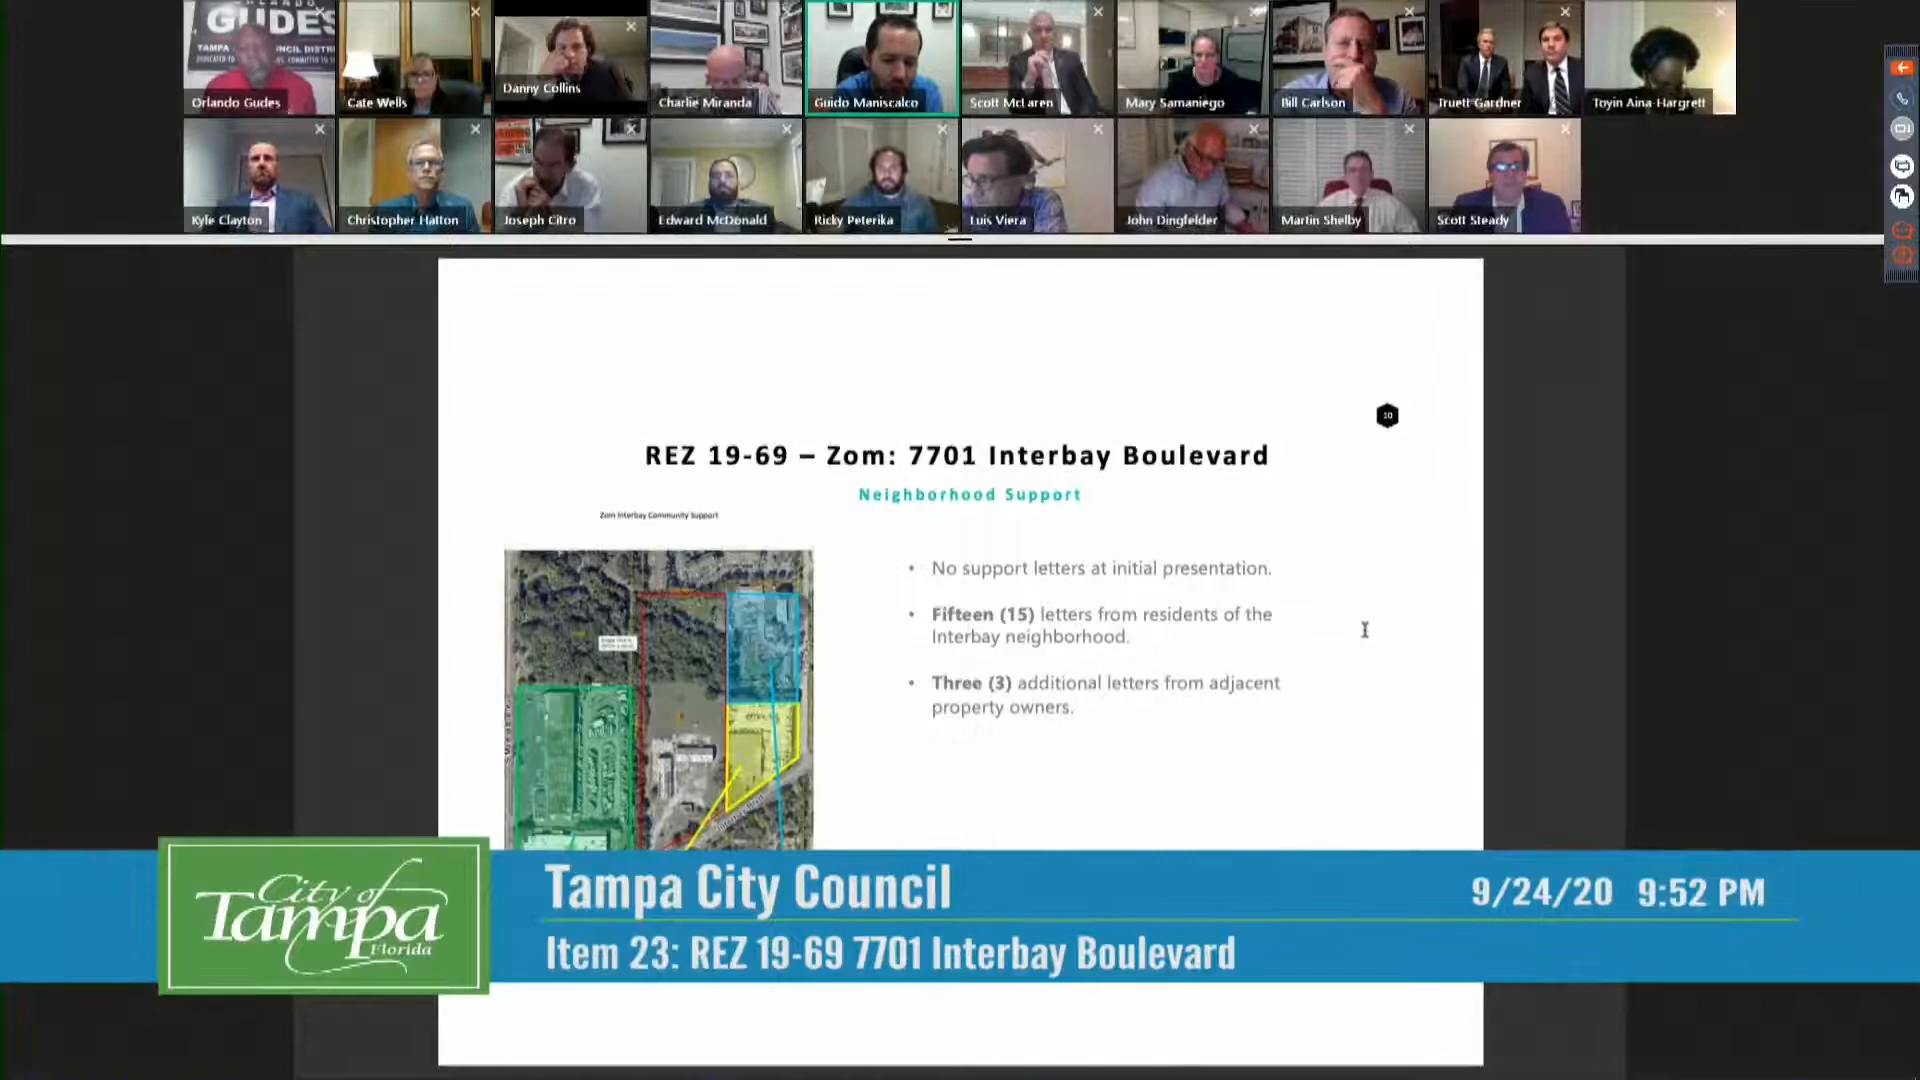 GUDES
TAMPA
NCIL DISTRI
Orlando Gudes
Cate Wells
Danny Collins
Charlie Miranda
Guido Maniscalco
Scott McLaren
Mary Samaniego
Bill Carlson
Truett Gardner
Toyin Aina-Hargrett
Kyle Clayton
Christopher Hatton
Joseph Citro
Edward McDonald
Ricky Peterika
Luis Viera
John Dingfelder
Martin Shelby
Scott Steady
10
REZ 19-69 – Zom: 7701 Interbay Boulevard
Neighborhood Support
Zom Interbay Community Support
• No support letters at initial presentation.
• Fifteen (15) letters from residents of the
Interbay neighborhood.
• Three (3) additional letters from adjacent
property owners.
City of
Tampa
Florida
Tampa City Council
9/24/20 9:52 PM
Item 23: REZ 19-69 7701 Interbay Boulevard